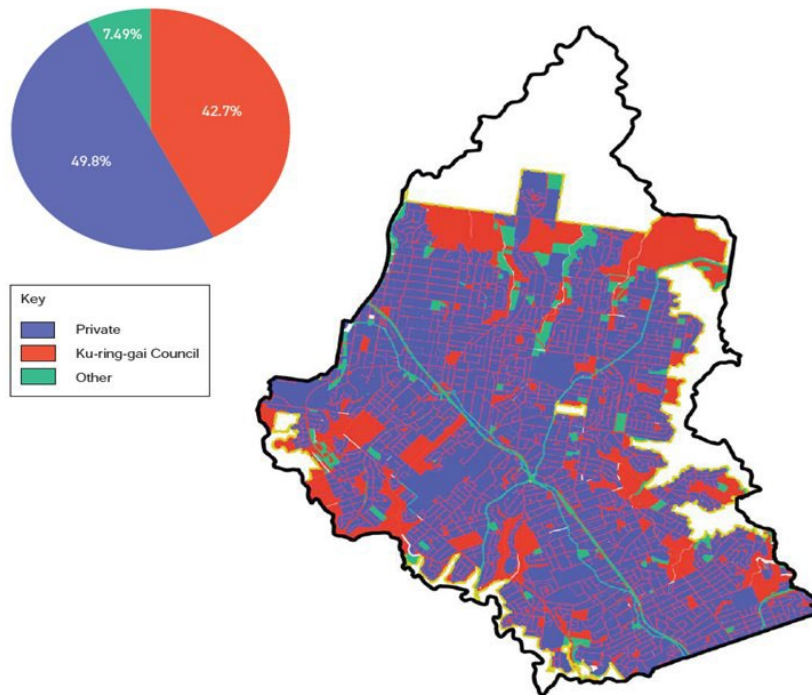 7.49%
42.7%
49.8%
Key
Private
Ku-ring-gai Council
Other